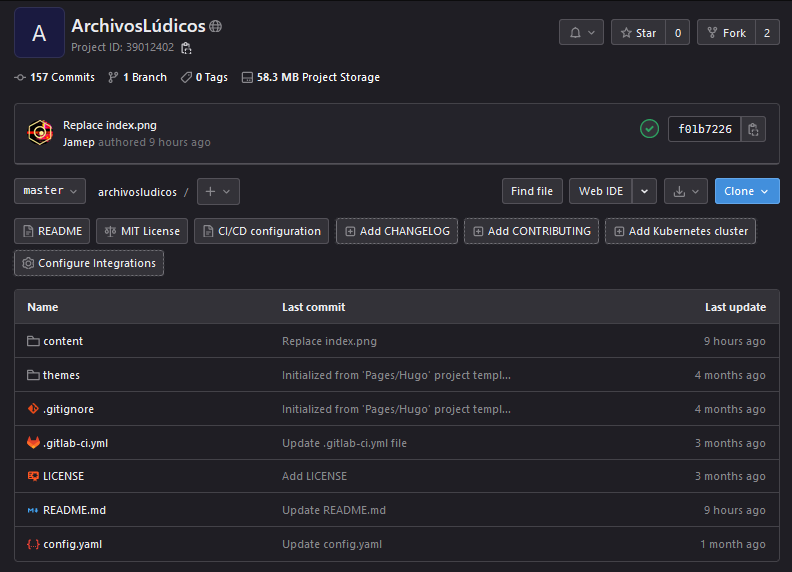 A
ArchivosLúdicos
Project ID: 39012402
Star 0
Fork 2
157 Commits 1 Branch 0 Tags 58.3 MB Project Storage
Replace index.png
Jamep authored 9 hours ago
f01b7226
master archivosludicos / +
Find file Web IDE Clone
README MIT License CI/CD configuration Add CHANGELOG Add CONTRIBUTING Add Kubernetes cluster
Configure Integrations
Name Last commit Last update
content Replace index.png 9 hours ago
themes Initialized from 'Pages/Hugo' project templ... 4 months ago
.gitignore Initialized from 'Pages/Hugo' project templ... 4 months ago
.gitlab-ci.yml Update .gitlab-ci.yml file 3 months ago
LICENSE Add LICENSE 3 months ago
README.md Update README.md 9 hours ago
config.yaml Update config.yaml 1 month ago